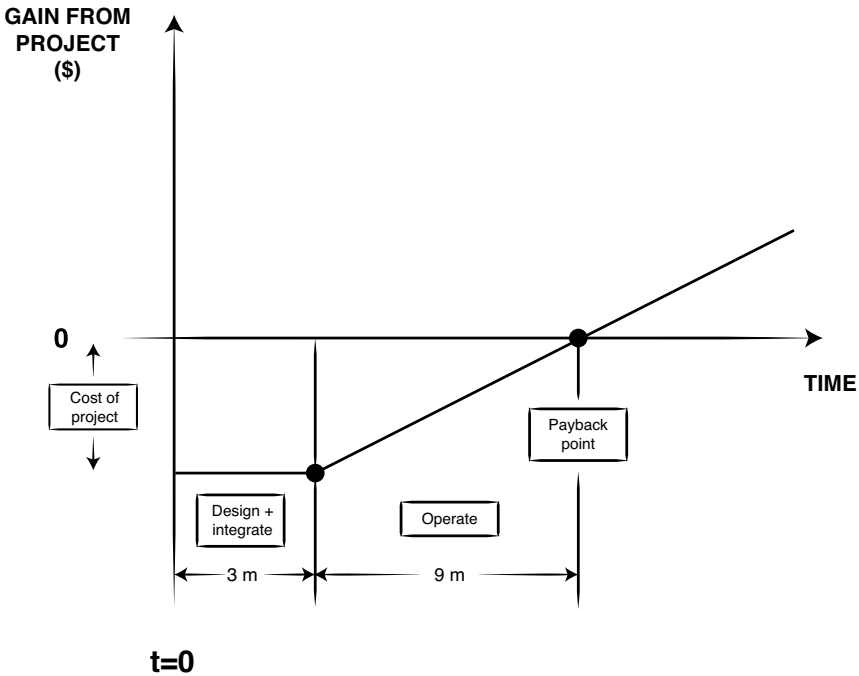 GAIN FROM
PROJECT
($)
0
Cost of
project
TIME
Payback
point
Design +
integrate
Operate
3 m
9 m
t=0